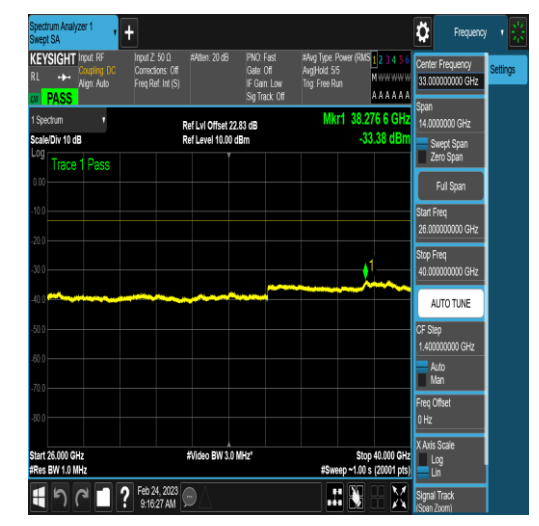 Spectrum Analyzer 1
Swept SA
Frequency
KEYSIGHT
RL
PASS
Input: RF
Coupling: DC
Align: Auto
Input Z: 50 Ω
Corrections: Off
Freq Ref: Int (S)
#Atten: 20 dB
PNO: Fast
Gate: Off
IF Gain: Low
Sig Track: Off
#Avg Type: Power (RMS
Avg|Hold: 5/5
Trig: Free Run
1 2 3 4 5 6
M W W W W W
A A A A A A
1 Spectrum
Scale/Div 10 dB
Ref Lvl Offset 22.83 dB
Ref Level 10.00 dBm
Mkr1 38.276 6 GHz
-33.38 dBm
Log
Trace 1 Pass
0.00
-10.0
-20.0
-30.0
-40.0
-50.0
-60.0
-70.0
-80.0
1
Start 26.000 GHz
#Res BW 1.0 MHz
#Video BW 3.0 MHz*
Stop 40.000 GHz
#Sweep ~1.00 s (20001 pts)
Feb 24, 2023
9:16:27 AM
Center Frequency
33.000000000 GHz
Settings
Span
14.0000000 GHz
Swept Span
Zero Span
Full Span
Start Freq
26.000000000 GHz
Stop Freq
40.000000000 GHz
AUTO TUNE
CF Step
1.400000000 GHz
Auto
Man
Freq Offset
0 Hz
X Axis Scale
Log
Lin
Signal Track
(Span Zoom)